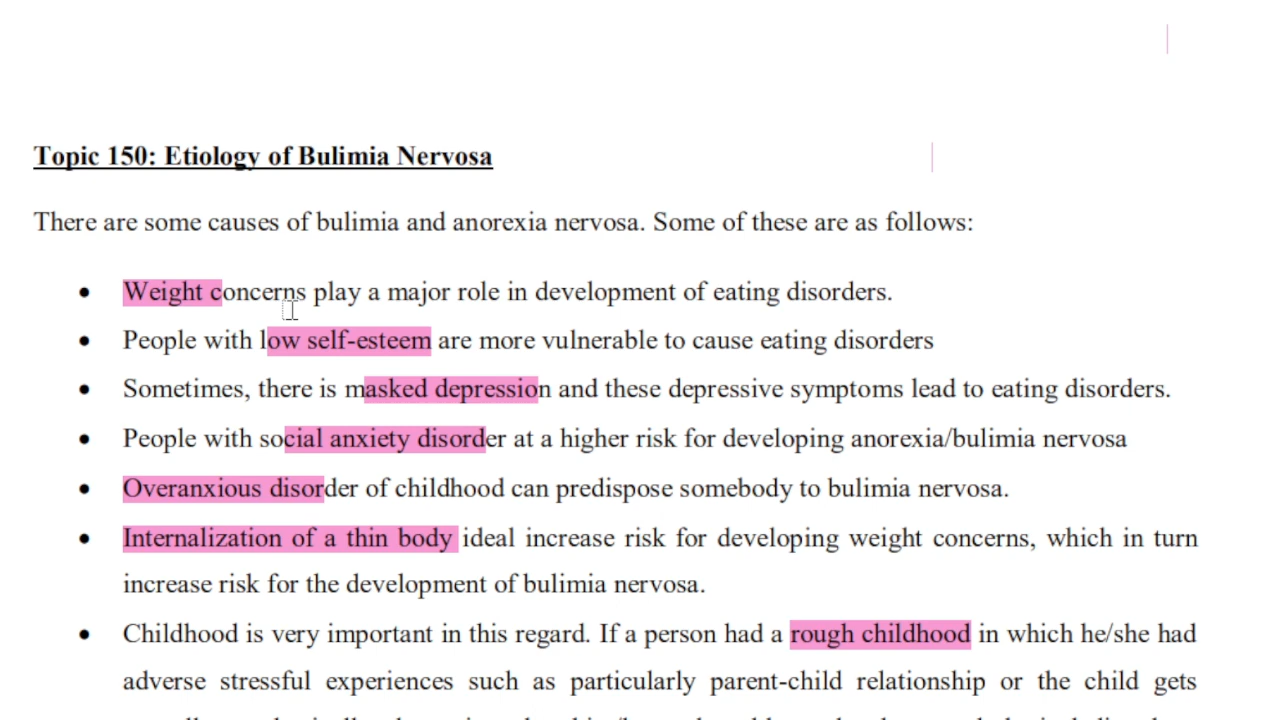 Topic 150: Etiology of Bulimia Nervosa
There are some causes of bulimia and anorexia nervosa. Some of these are as follows:
• Weight concerns play a major role in development of eating disorders.
• People with low self-esteem are more vulnerable to cause eating disorders
• Sometimes, there is masked depression and these depressive symptoms lead to eating disorders.
• People with social anxiety disorder at a higher risk for developing anorexia/bulimia nervosa
• Overanxious disorder of childhood can predispose somebody to bulimia nervosa.
• Internalization of a thin body ideal increase risk for developing weight concerns, which in turn
increase risk for the development of bulimia nervosa.
• Childhood is very important in this regard. If a person had a rough childhood in which he/she had
adverse stressful experiences such as particularly parent-child relationship or the child gets